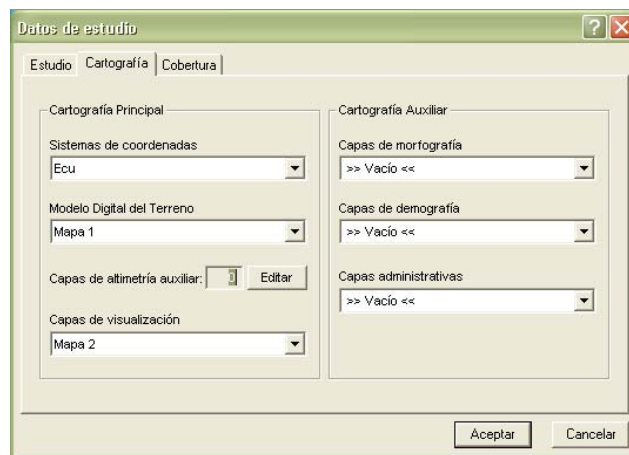 Datos de estudio
Estudio Cartografía Cobertura
Cartografía Principal
Sistemas de coordenadas
Ecu
Modelo Digital del Terreno
Mapa 1
Capas de altimetría auxiliar: Editar
Capas de visualización
Mapa 2
Cartografía Auxiliar
Capas de morfografía
>> Vacío <<
Capas de demografía
>> Vacío <<
Capas administrativas
>> Vacío <<
Aceptar Cancelar